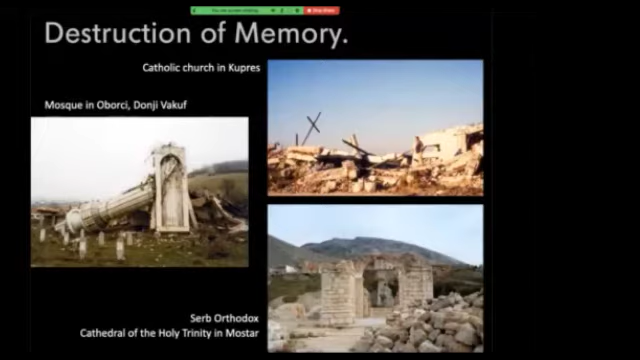 Destruction of Memory.
Catholic church in Kupres
Mosque in Oborci, Donji Vakuf
Serb Orthodox
Cathedral of the Holy Trinity in Mostar